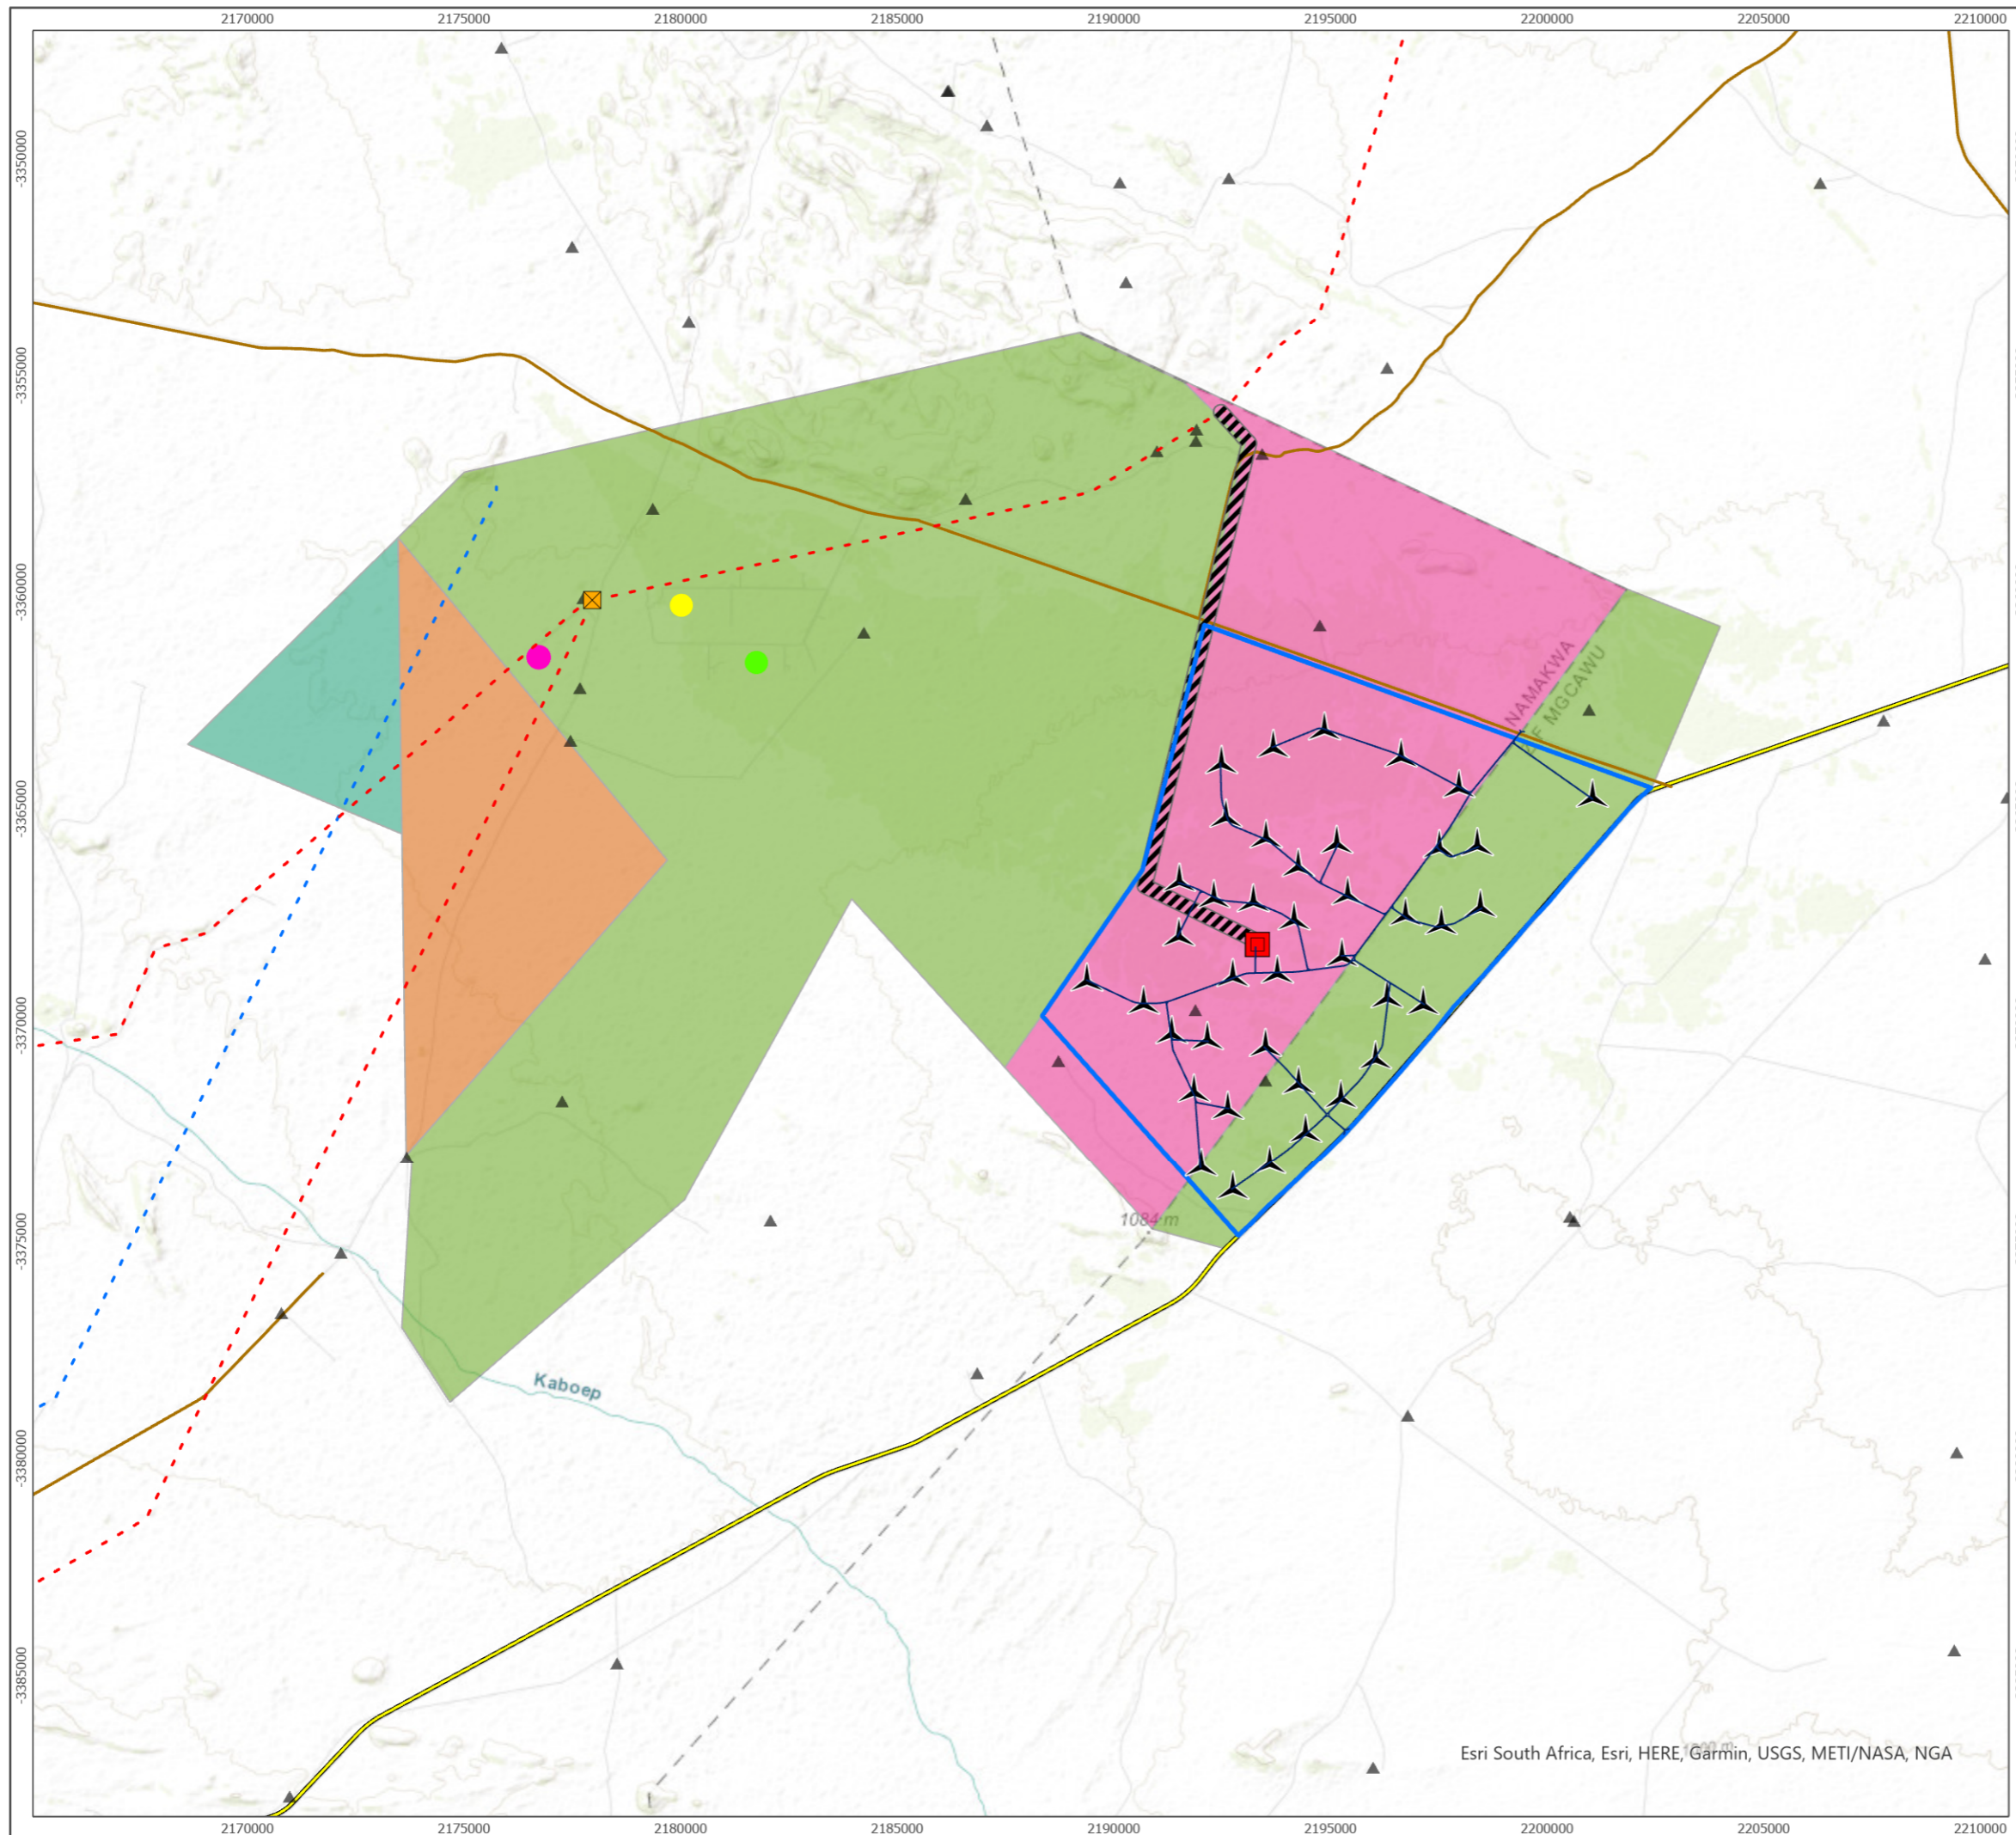 2170000 2175000 2180000 2185000 2190000 2195000 2200000 2205000 2210000
-3350000
-3355000
-3360000
-3365000
-3370000
-3375000
-3380000
-3385000
NAMAKWA
MGCAWU
1084 m
Kaboep
Esri South Africa, Esri, HERE, Garmin, USGS, METI/NASA, NGA
2170000 2175000 2180000 2185000 2190000 2195000 2200000 2205000 2210000